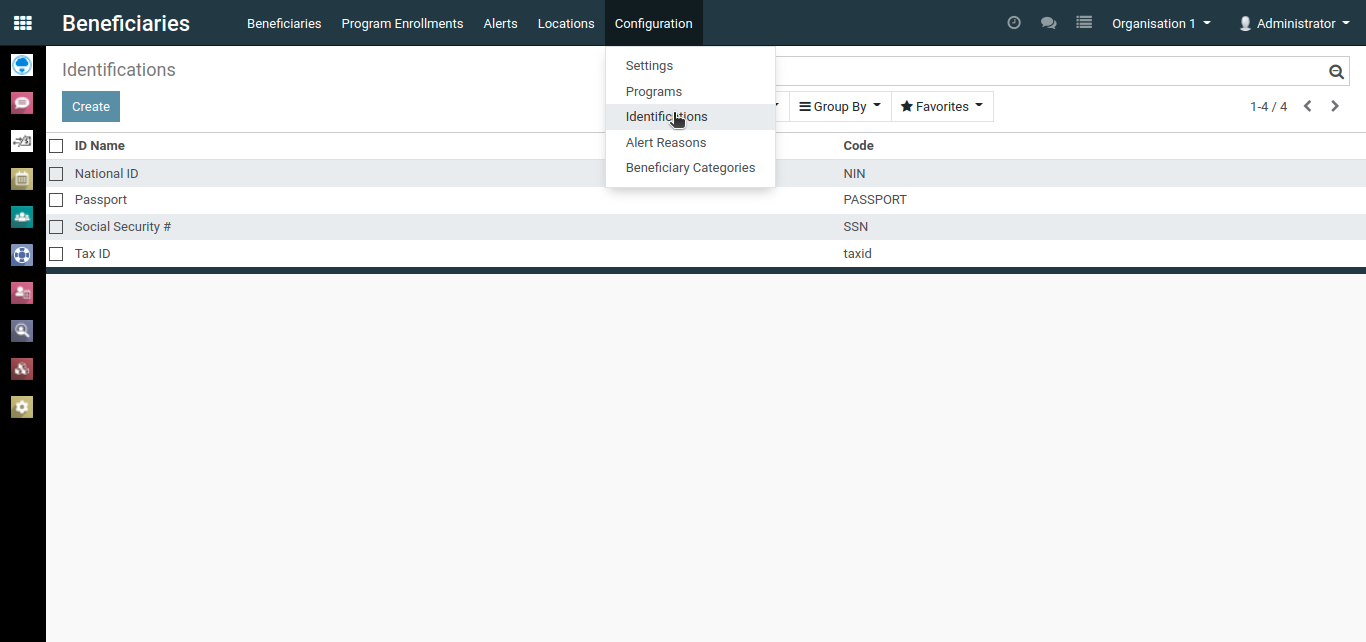 Beneficiaries Beneficiaries Program Enrollments Alerts Locations Configuration Organisation 1 Administrator
Identifications
Settings
Programs
Identifications
Alert Reasons
Beneficiary Categories
Create Group By Favorites 1-4 / 4
ID Name Code
National ID NIN
Passport PASSPORT
Social Security # SSN
Tax ID taxid